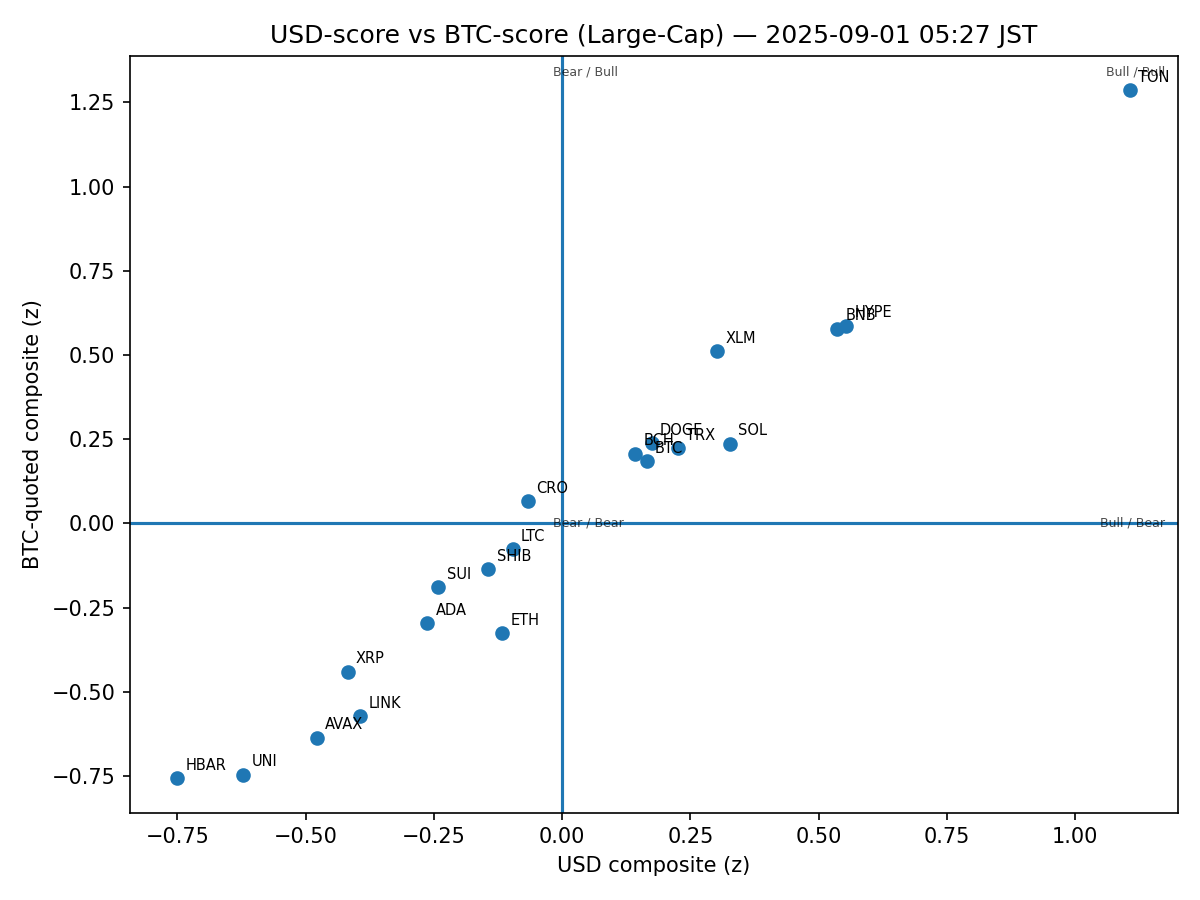 USD-score vs BTC-score (Large-Cap) — 2025-09-01 05:27 JST
Bear / Bull
Bull / Bull
TON
1.25
1.00
0.75
HYPE
BNB
XLM
0.50
DOGE
TRX
SOL
BCH
BTC
0.25
CRO
0.00
Bear / Bear
Bull / Bear
LTC
SHIB
SUI
−0.25
ADA
ETH
XRP
−0.50
LINK
AVAX
−0.75
HBAR
UNI
BTC-quoted composite (z)
−0.75
−0.50
−0.25
0.00
0.25
0.50
0.75
1.00
USD composite (z)